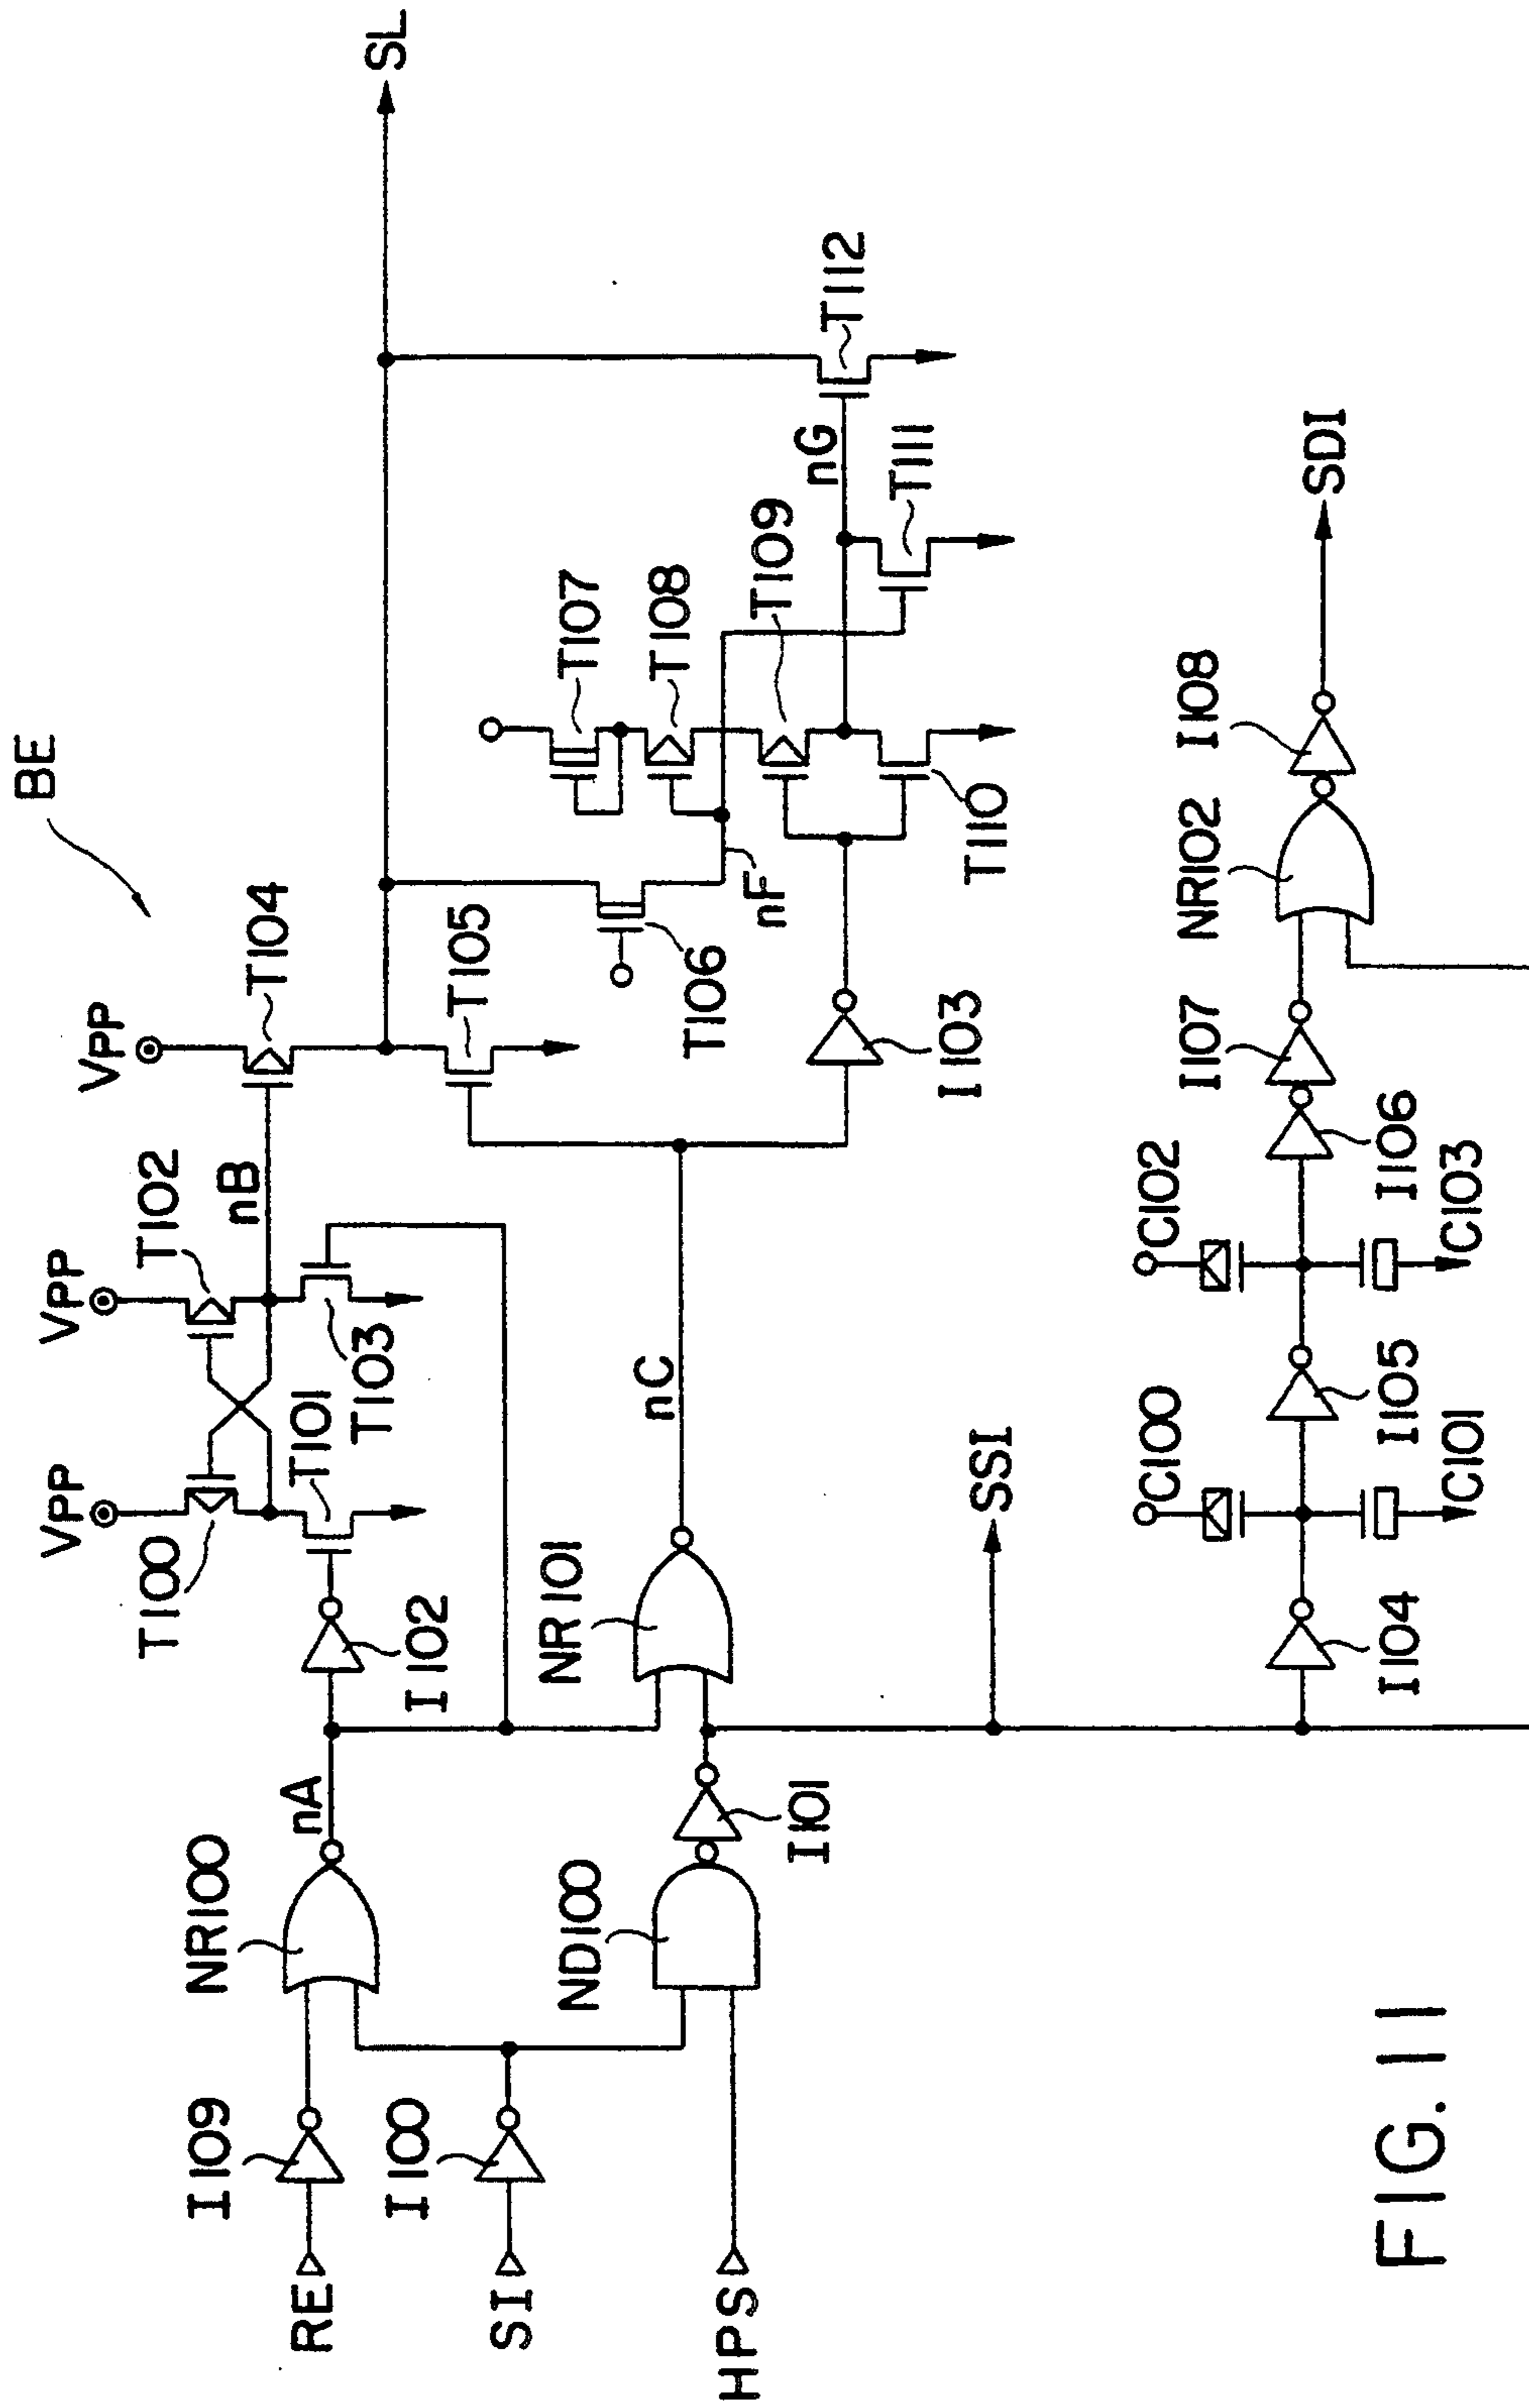 BE
VPP
VPP
VPP
T100
T102
nB
T104
SL
T101
T103
T105
I102
I109
NR100
nA
RE
I100
SI
NR101
nC
T106
nF
T107
T108
T109
nG
T111
T112
T110
I103
ND100
I101
HPS
SSI
C100
C102
I104
I105
C101
I106
C103
I107
NR102
I108
SDI
FIG. 11